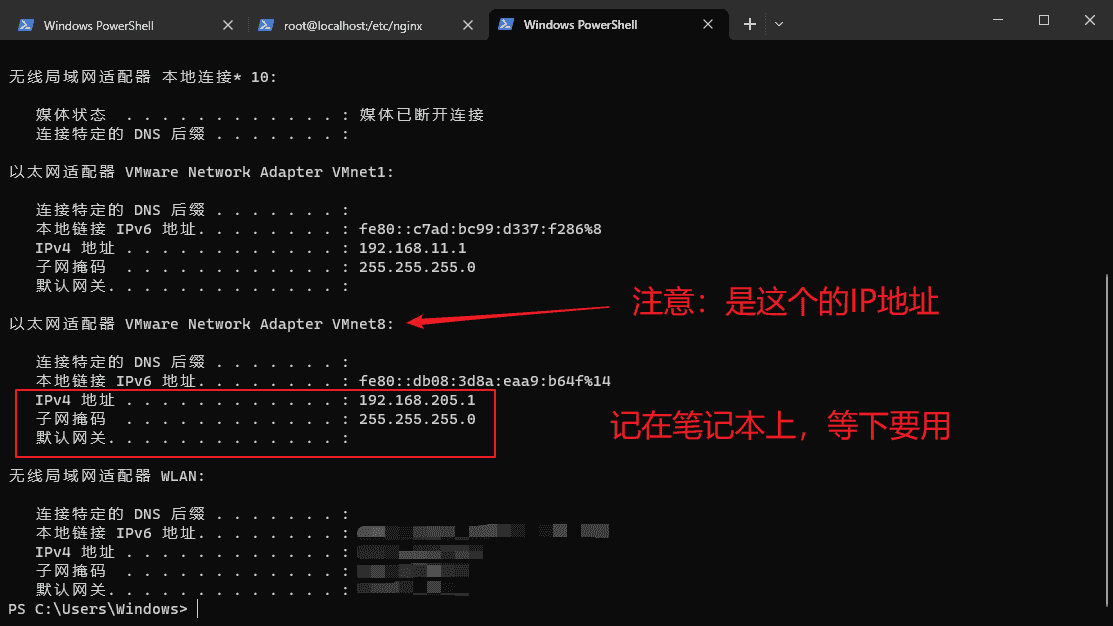 Windows PowerShell
root@localhost:/etc/nginx
Windows PowerShell
无线局域网适配器 本地连接* 10:
媒体状态 . . . . . . . . . . . . : 媒体已断开连接
连接特定的 DNS 后缀 . . . . . . . :
以太网适配器 VMware Network Adapter VMnet1:
连接特定的 DNS 后缀 . . . . . . . :
本地链接 IPv6 地址. . . . . . . . : fe80::c7ad:bc99:d337:f286%8
IPv4 地址 . . . . . . . . . . . . : 192.168.11.1
子网掩码 . . . . . . . . . . . . : 255.255.255.0
默认网关. . . . . . . . . . . . . :
注意：是这个的IP地址
以太网适配器 VMware Network Adapter VMnet8:
连接特定的 DNS 后缀 . . . . . . . :
本地链接 IPv6 地址. . . . . . . . : fe80::db08:3d8a:eaa9:b64f%14
IPv4 地址 . . . . . . . . . . . . : 192.168.205.1
子网掩码 . . . . . . . . . . . . : 255.255.255.0
默认网关. . . . . . . . . . . . . :
记在笔记本上，等下要用
无线局域网适配器 WLAN:
连接特定的 DNS 后缀 . . . . . . . :
本地链接 IPv6 地址. . . . . . . . :
IPv4 地址 . . . . . . . . . . . . :
子网掩码 . . . . . . . . . . . . :
默认网关. . . . . . . . . . . . . :
PS C:\Users\Windows>